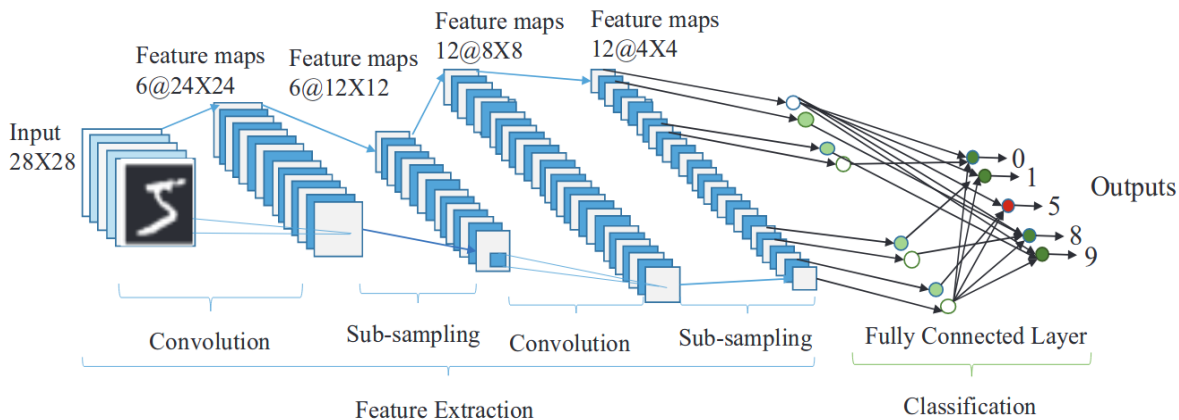 Feature maps
12@8X8
Feature maps
12@4X4
Feature maps
6@24X24
Feature maps
6@12X12
Input
28X28
0
1
5
8
9
Outputs
Convolution
Sub-sampling
Convolution
Sub-sampling
Fully Connected Layer
Feature Extraction
Classification